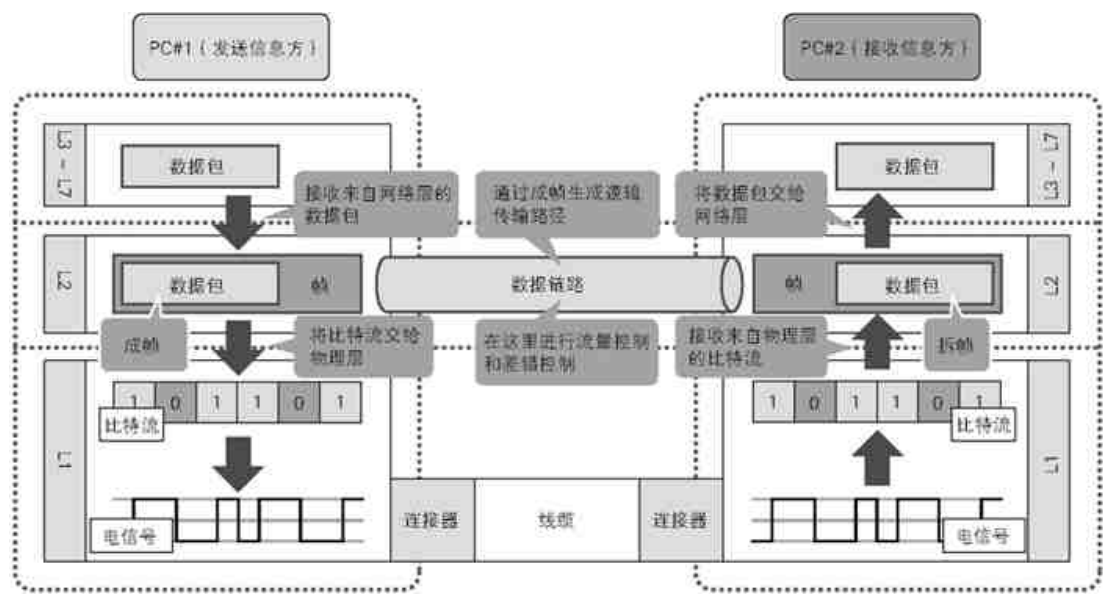 PC#1（发送信息方）
PC#2（接收信息方）
L3
~
L7
数据包
接收来自网络层的
数据包
通过成帧生成逻辑
传输路径
将数据包交给
网络层
数据包
L3
~
L7
L2
数据包
帧
数据链路
帧
数据包
L2
成帧
将比特流交给
物理层
在这里进行流量控制
和差错控制
接收来自物理层
的比特流
拆帧
L1
1 0 1 1 0 1
比特流
1 0 1 1 0 1
比特流
L1
电信号
连接器
线缆
连接器
电信号